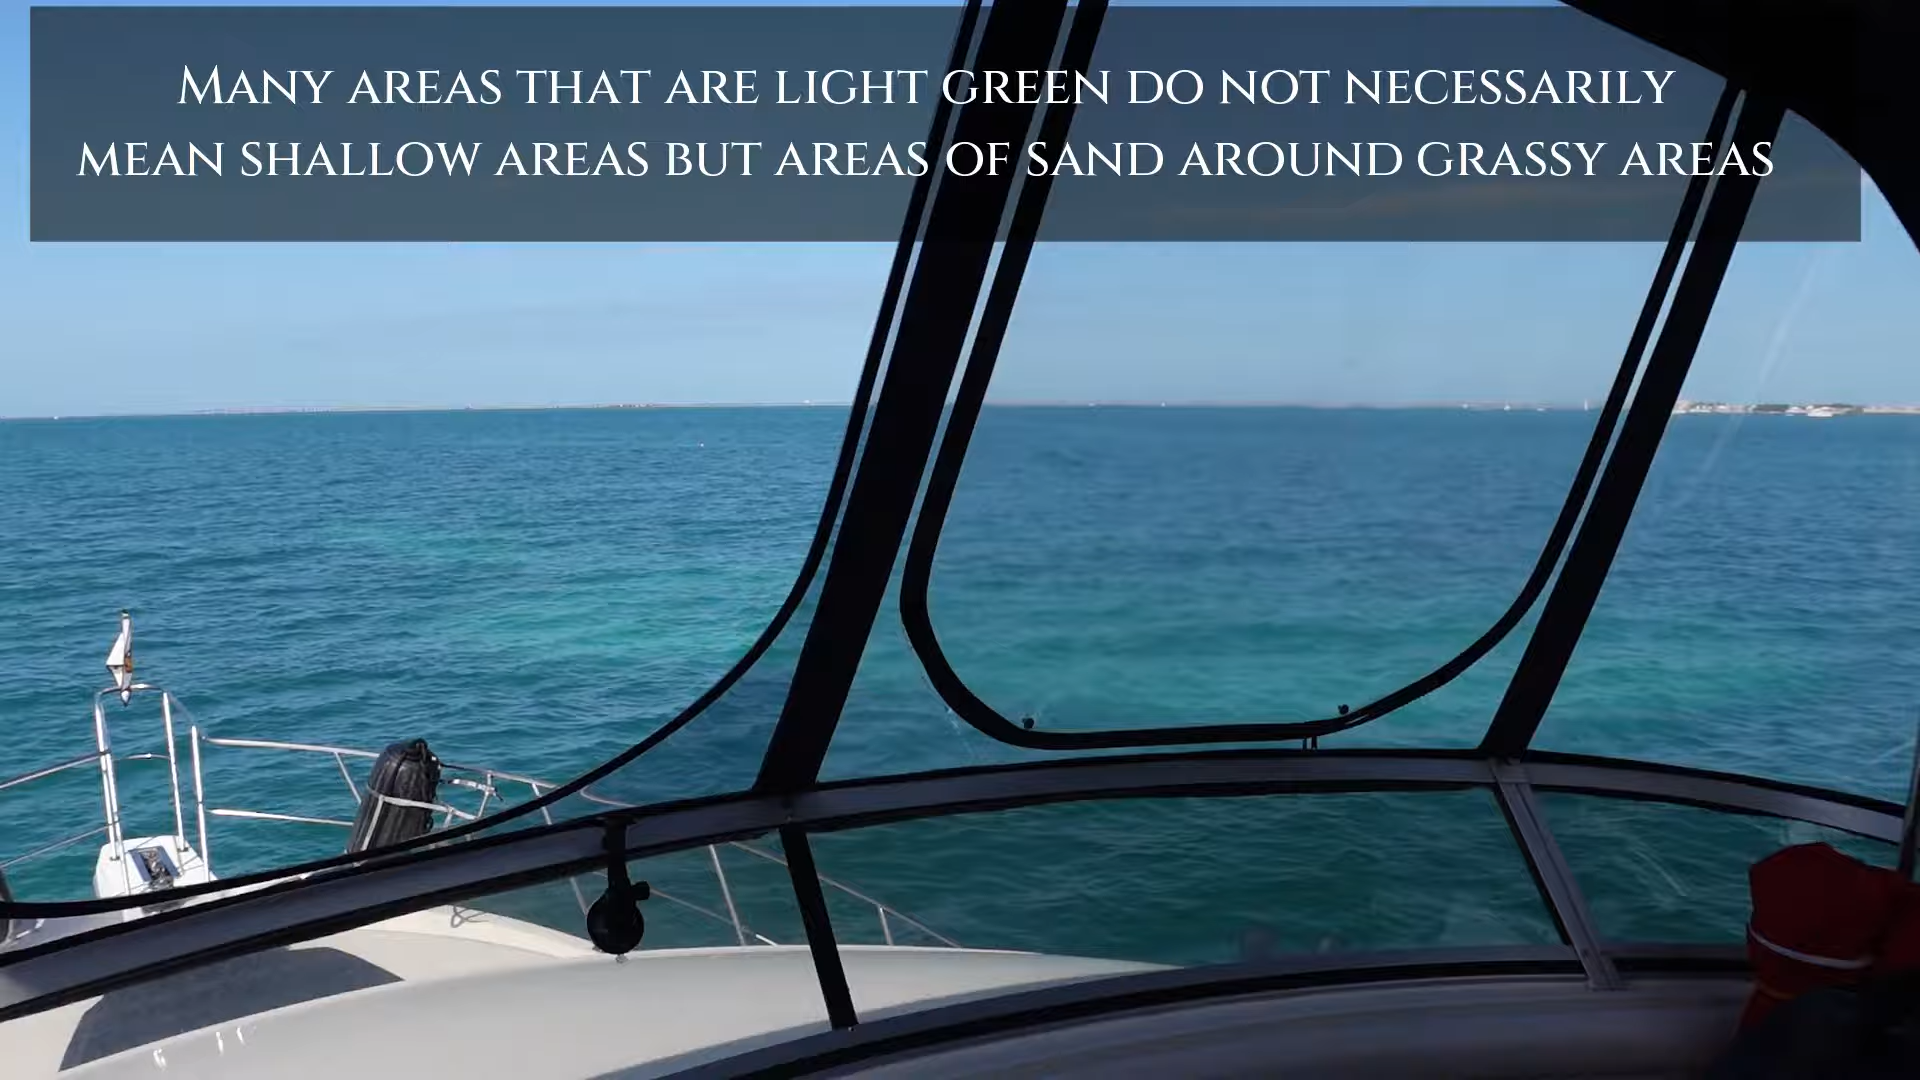 Many areas that are light green do not necessarily
mean shallow areas but areas of sand around grassy areas